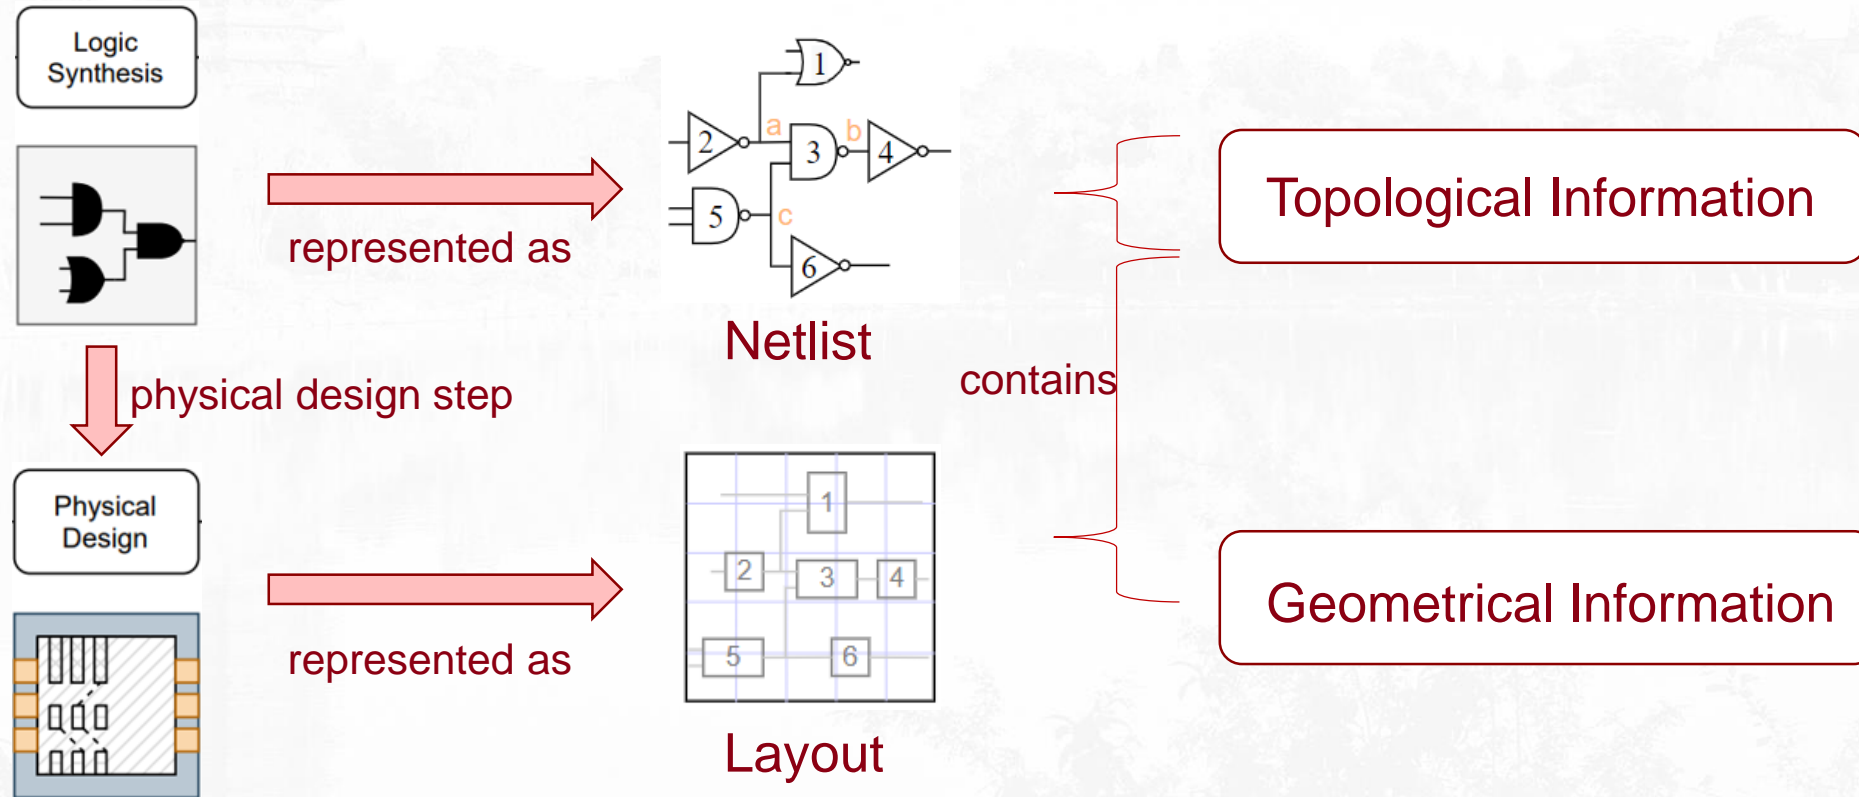 Logic
Synthesis
represented as
1
2
a
3
b
4
5
c
6
Netlist
Topological Information
physical design step
contains
Physical
Design
represented as
1
2
3
4
5
6
Layout
Geometrical Information